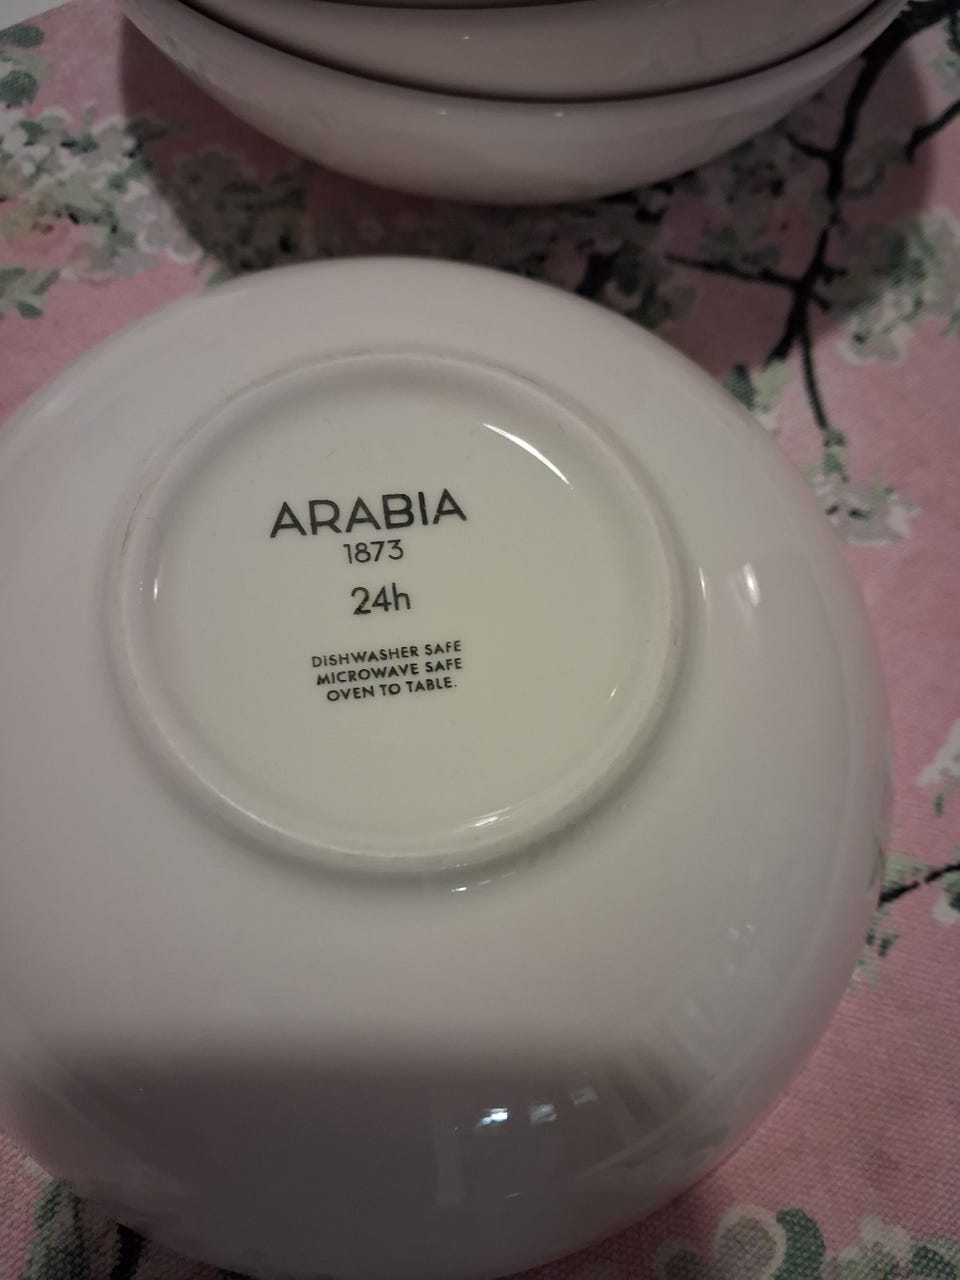 ARABIA
1873
24h
DISHWASHER SAFE
MICROWAVE SAFE
OVEN TO TABLE.